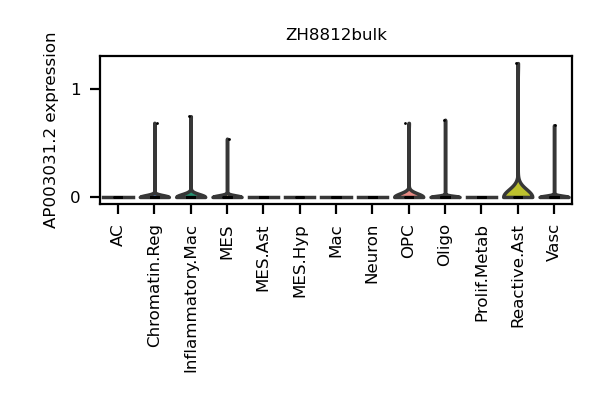 ZH8812bulk
AP003031.2 expression
1
0
AC
Chromatin.Reg
Inflammatory.Mac
MES
MES.Ast
MES.Hyp
Mac
Neuron
OPC
Oligo
Prolif.Metab
Reactive.Ast
Vasc